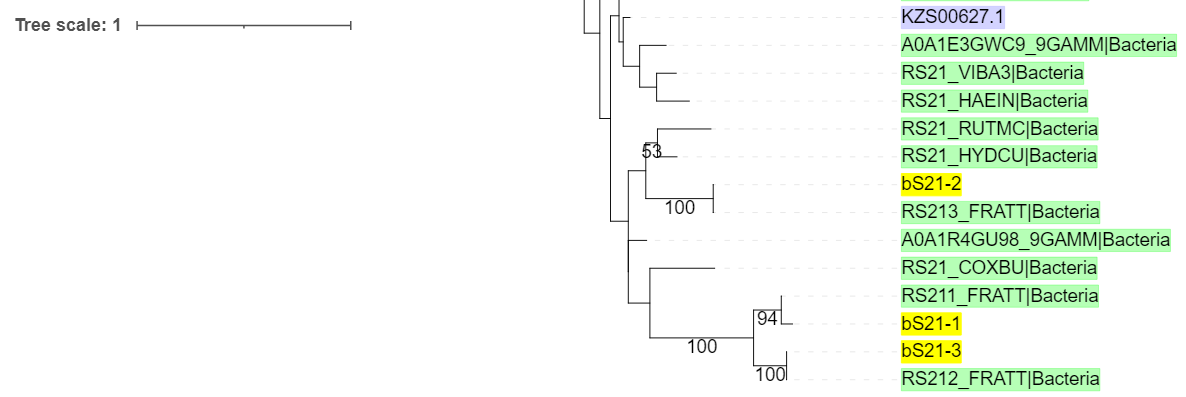 Tree scale: 1
KZS00627.1
A0A1E3GWC9_9GAMM|Bacteria
RS21_VIBA3|Bacteria
RS21_HAEIN|Bacteria
RS21_RUTMC|Bacteria
53
RS21_HYDCU|Bacteria
bS21-2
100
RS213_FRATT|Bacteria
A0A1R4GU98_9GAMM|Bacteria
RS21_COXBU|Bacteria
RS211_FRATT|Bacteria
94
bS21-1
100
bS21-3
100
RS212_FRATT|Bacteria